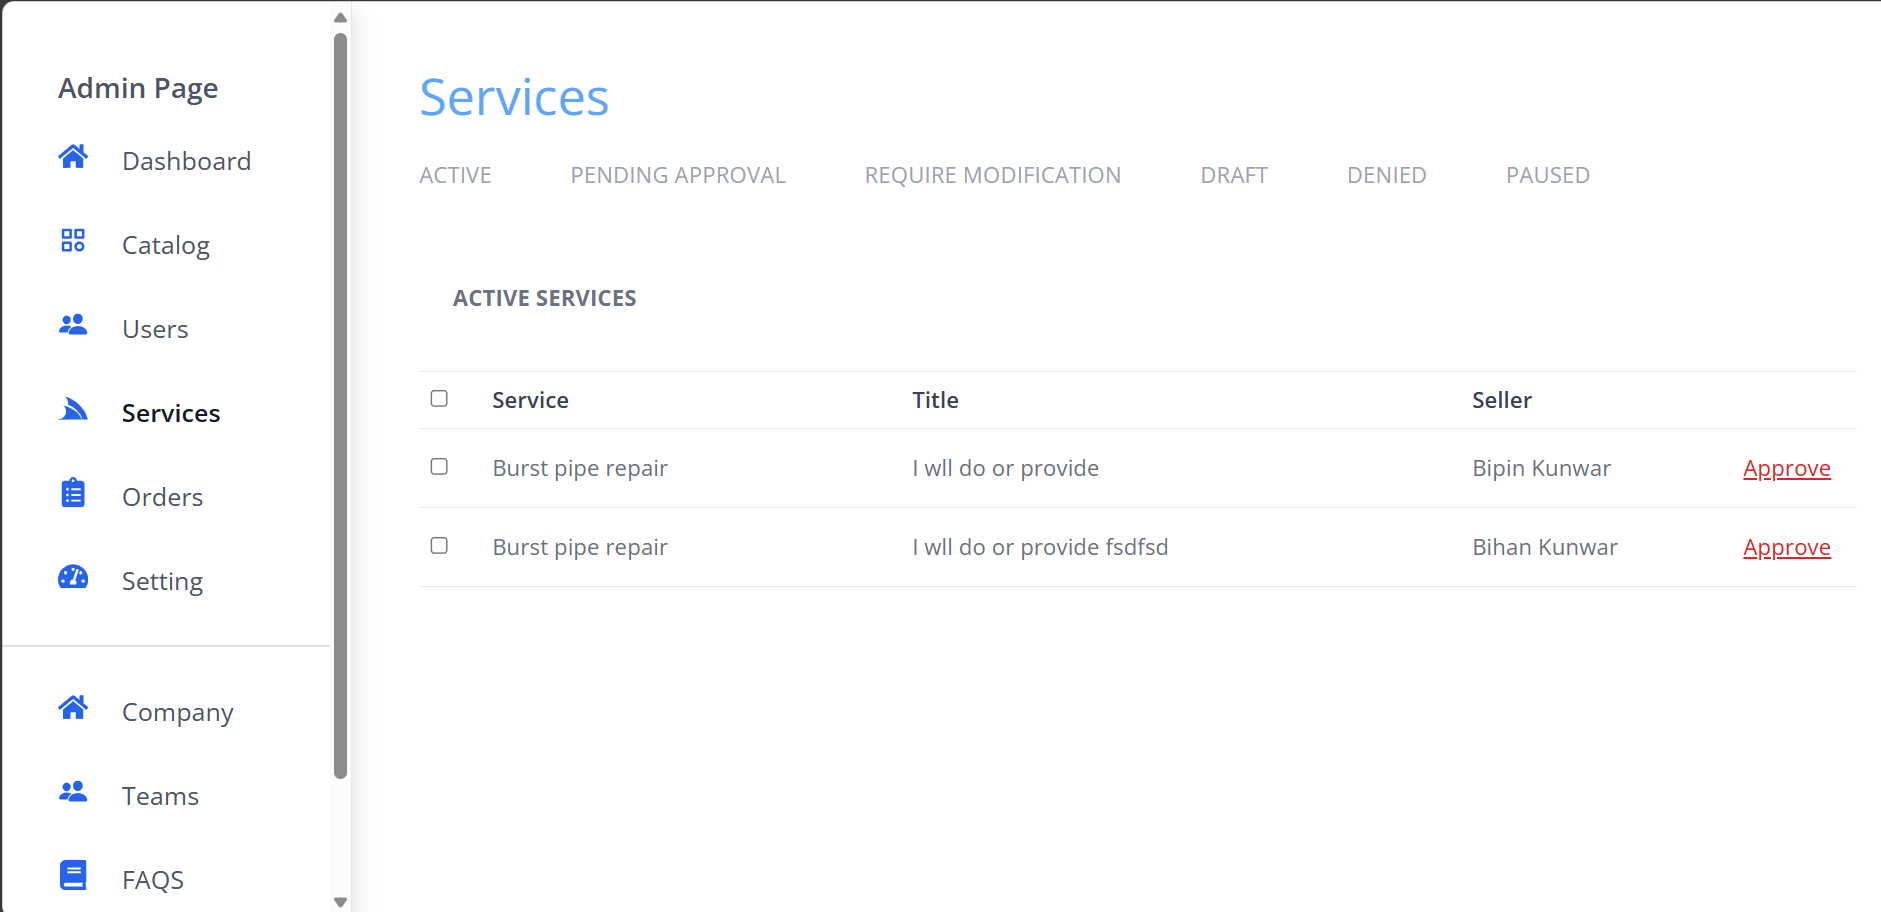 Admin Page
Dashboard
Catalog
Users
Services
Orders
Setting
Company
Teams
FAQS
Services
ACTIVE PENDING APPROVAL REQUIRE MODIFICATION DRAFT DENIED PAUSED
ACTIVE SERVICES
Service Title Seller
Burst pipe repair I wll do or provide Bipin Kunwar Approve
Burst pipe repair I wll do or provide fsdfsd Bihan Kunwar Approve